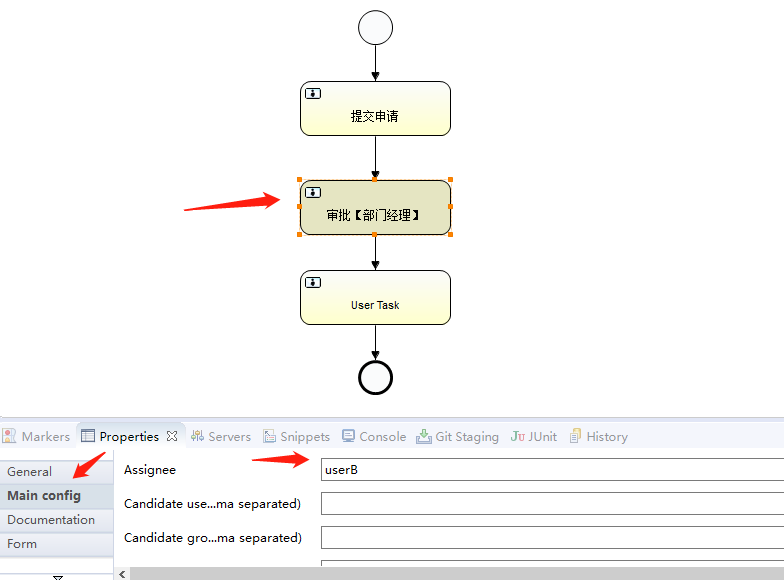 提交申请
审批【部门经理】
User Task
Markers
Properties
Servers
Snippets
Console
Git Staging
JUnit
History
General
Main config
Documentation
Form
Assignee
userB
Candidate use...ma separated)
Candidate gro...ma separated)